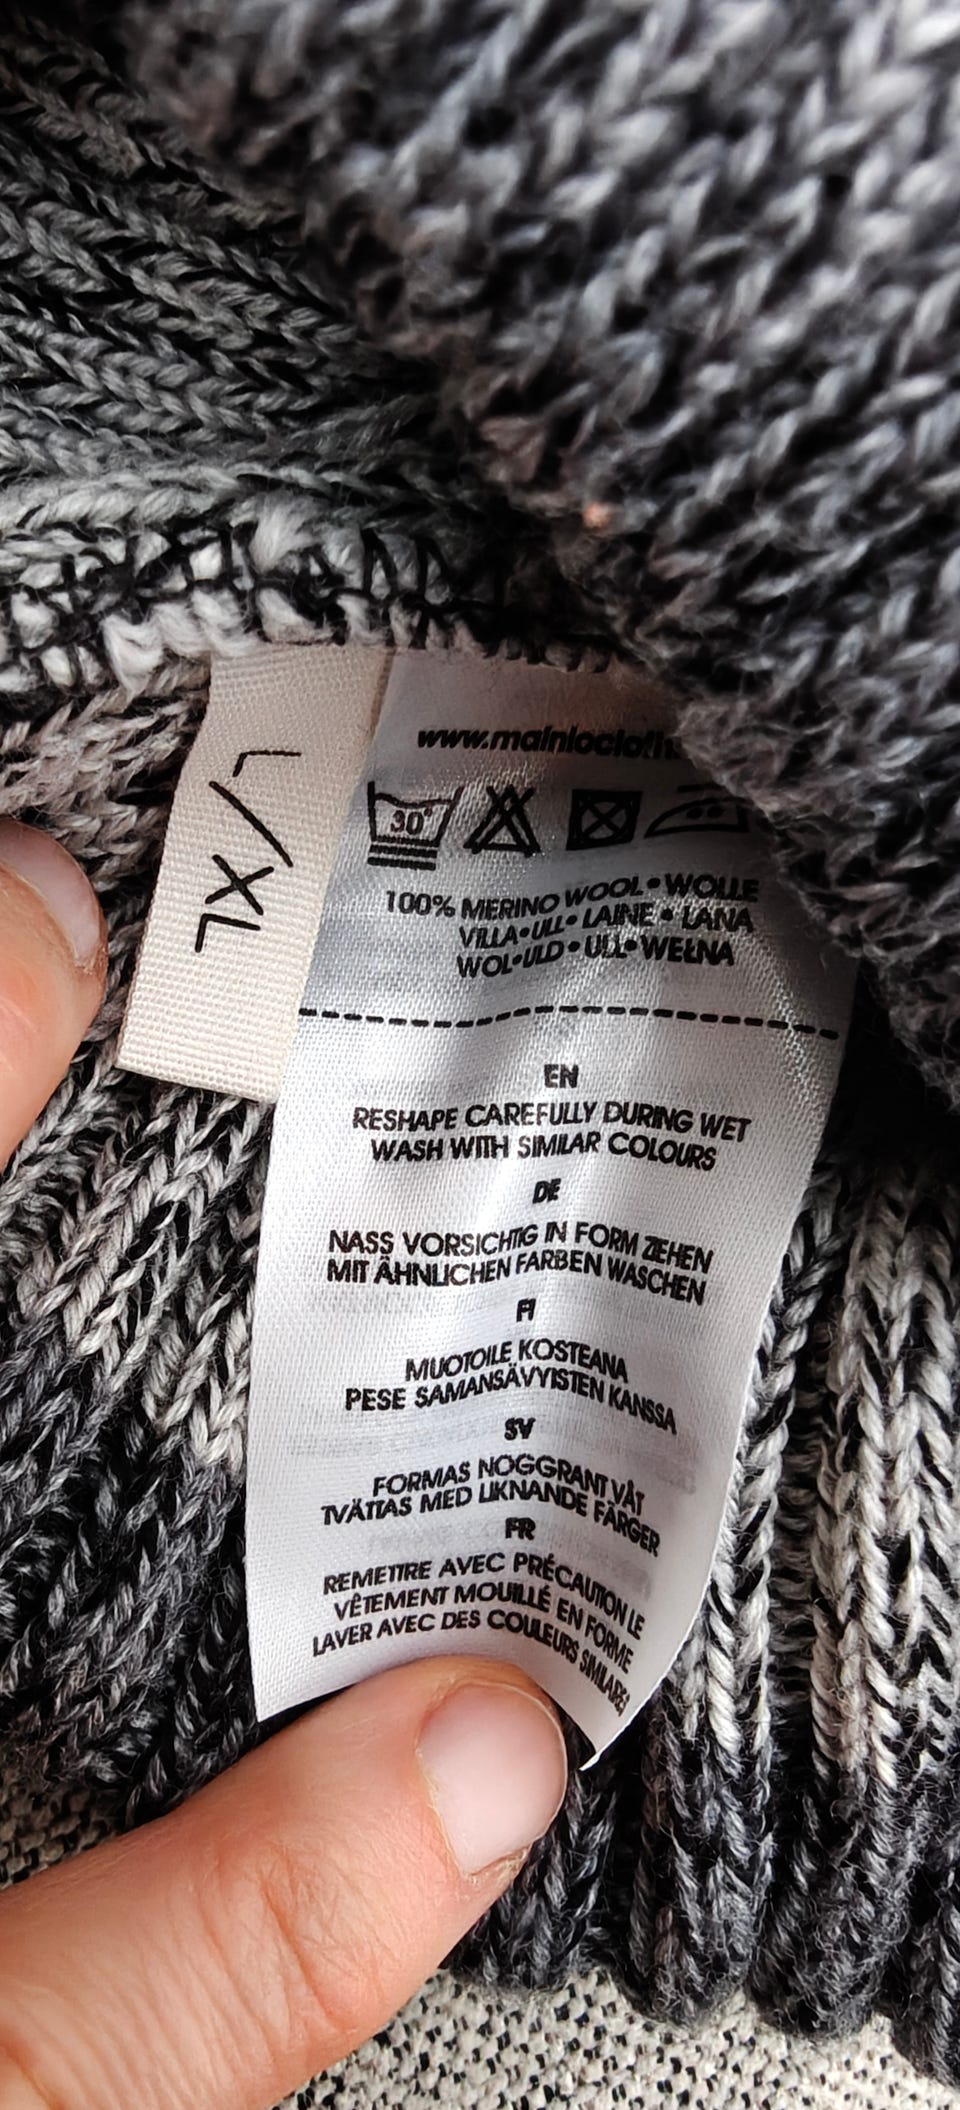 L/XL
www.mainlocloth
30°
100% MERINO WOOL • WOLLE
VILLA • ULL • LAINE • LANA
WOL • ULD • ULL • WEŁNA
EN
RESHAPE CAREFULLY DURING WET
WASH WITH SIMILAR COLOURS
DE
NASS VORSICHTIG IN FORM ZIEHEN
MIT ÄHNLICHEN FARBEN WASCHEN
FI
MUOTOILE KOSTEANA
PESE SAMANSÄVYISTEN KANSSA
SV
FORMAS NOGGRANT VÅT
TVÄTTAS MED LIKNANDE FÄRGER
FR
REMETTRE AVEC PRÉCAUTION LE
VÊTEMENT MOUILLÉ EN FORME
LAVER AVEC DES COULEURS SIMILAIRES